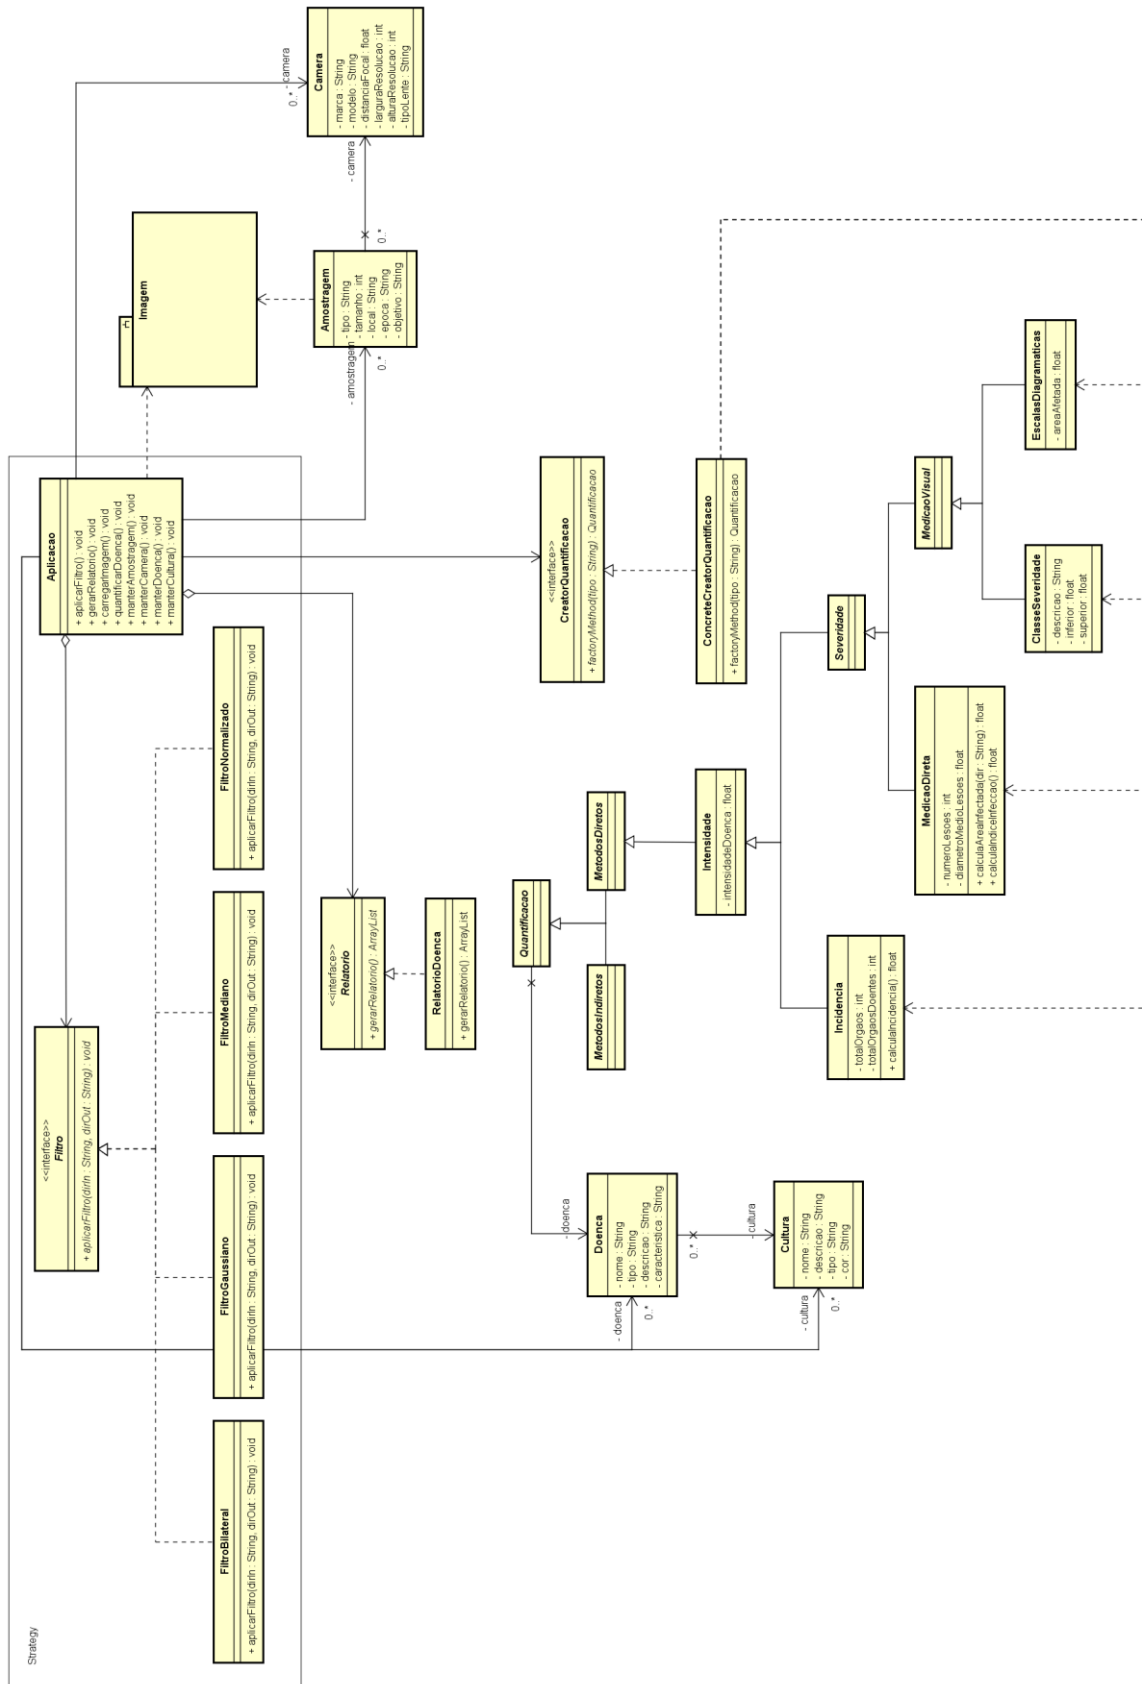 Strategy
FiltroBilateral
+ aplicarFiltro(dirIn : String, dirOut : String) : void
FiltroGaussiano
+ aplicarFiltro(dirIn : String, dirOut : String) : void
FiltroMediano
+ aplicarFiltro(dirIn : String, dirOut : String) : void
FiltroNormalizado
+ aplicarFiltro(dirIn : String, dirOut : String) : void
<<interface>>
Filtro
+ aplicarFiltro(dirIn : String, dirOut : String) : void
Aplicacao
+ aplicarFiltro() : void
+ gerarRelatorio() : void
+ carregarImagem() : void
+ quantificarDoenca() : void
+ manterAmostragem() : void
+ manterCamera() : void
+ manterDoenca() : void
+ manterCultura() : void
Imagem
- camera
0..*
Camera
- marca : String
- modelo : String
- distanciaFocal : float
- larguraResolucao : int
- alturaResolucao : int
- tipoLente : String
- camera
0..*
Amostragem
- tipo : String
- tamanho : int
- local : String
- epoca : String
- objetivo : String
- amostragem
0..*
<<interface>>
Relatorio
+ gerarRelatorio() : ArrayList
RelatorioDoenca
+ gerarRelatorio() : ArrayList
<<interface>>
CreatorQuantificacao
+ factoryMethod(tipo : String) : Quantificacao
ConcreteCreatorQuantificacao
+ factoryMethod(tipo : String) : Quantificacao
Quantificacao
MetodosIndiretos
MetodosDiretos
- doenca
Doenca
- nome : String
- tipo : String
- descricao : String
- caracteristica : String
- doenca
0..*
0..*
- cultura
Cultura
- nome : String
- descricao : String
- tipo : String
- cor : String
- cultura
0..*
Intensidade
- intensidadeDoenca : float
Incidencia
- totalOrgaos : int
- totalOrgaosDoentes : int
+ calculaIncidencia() : float
Severidade
MedicaoDireta
- numeroLesoes : int
- diametroMedioLesoes : float
+ calculaAreaInfectada(dir : String) : float
+ calculaIndiceInfeccao() : float
MedicaoVisual
ClasseSeveridade
- descricao : String
- inferior : float
- superior : float
EscalasDiagramaticas
- areaAfetada : float